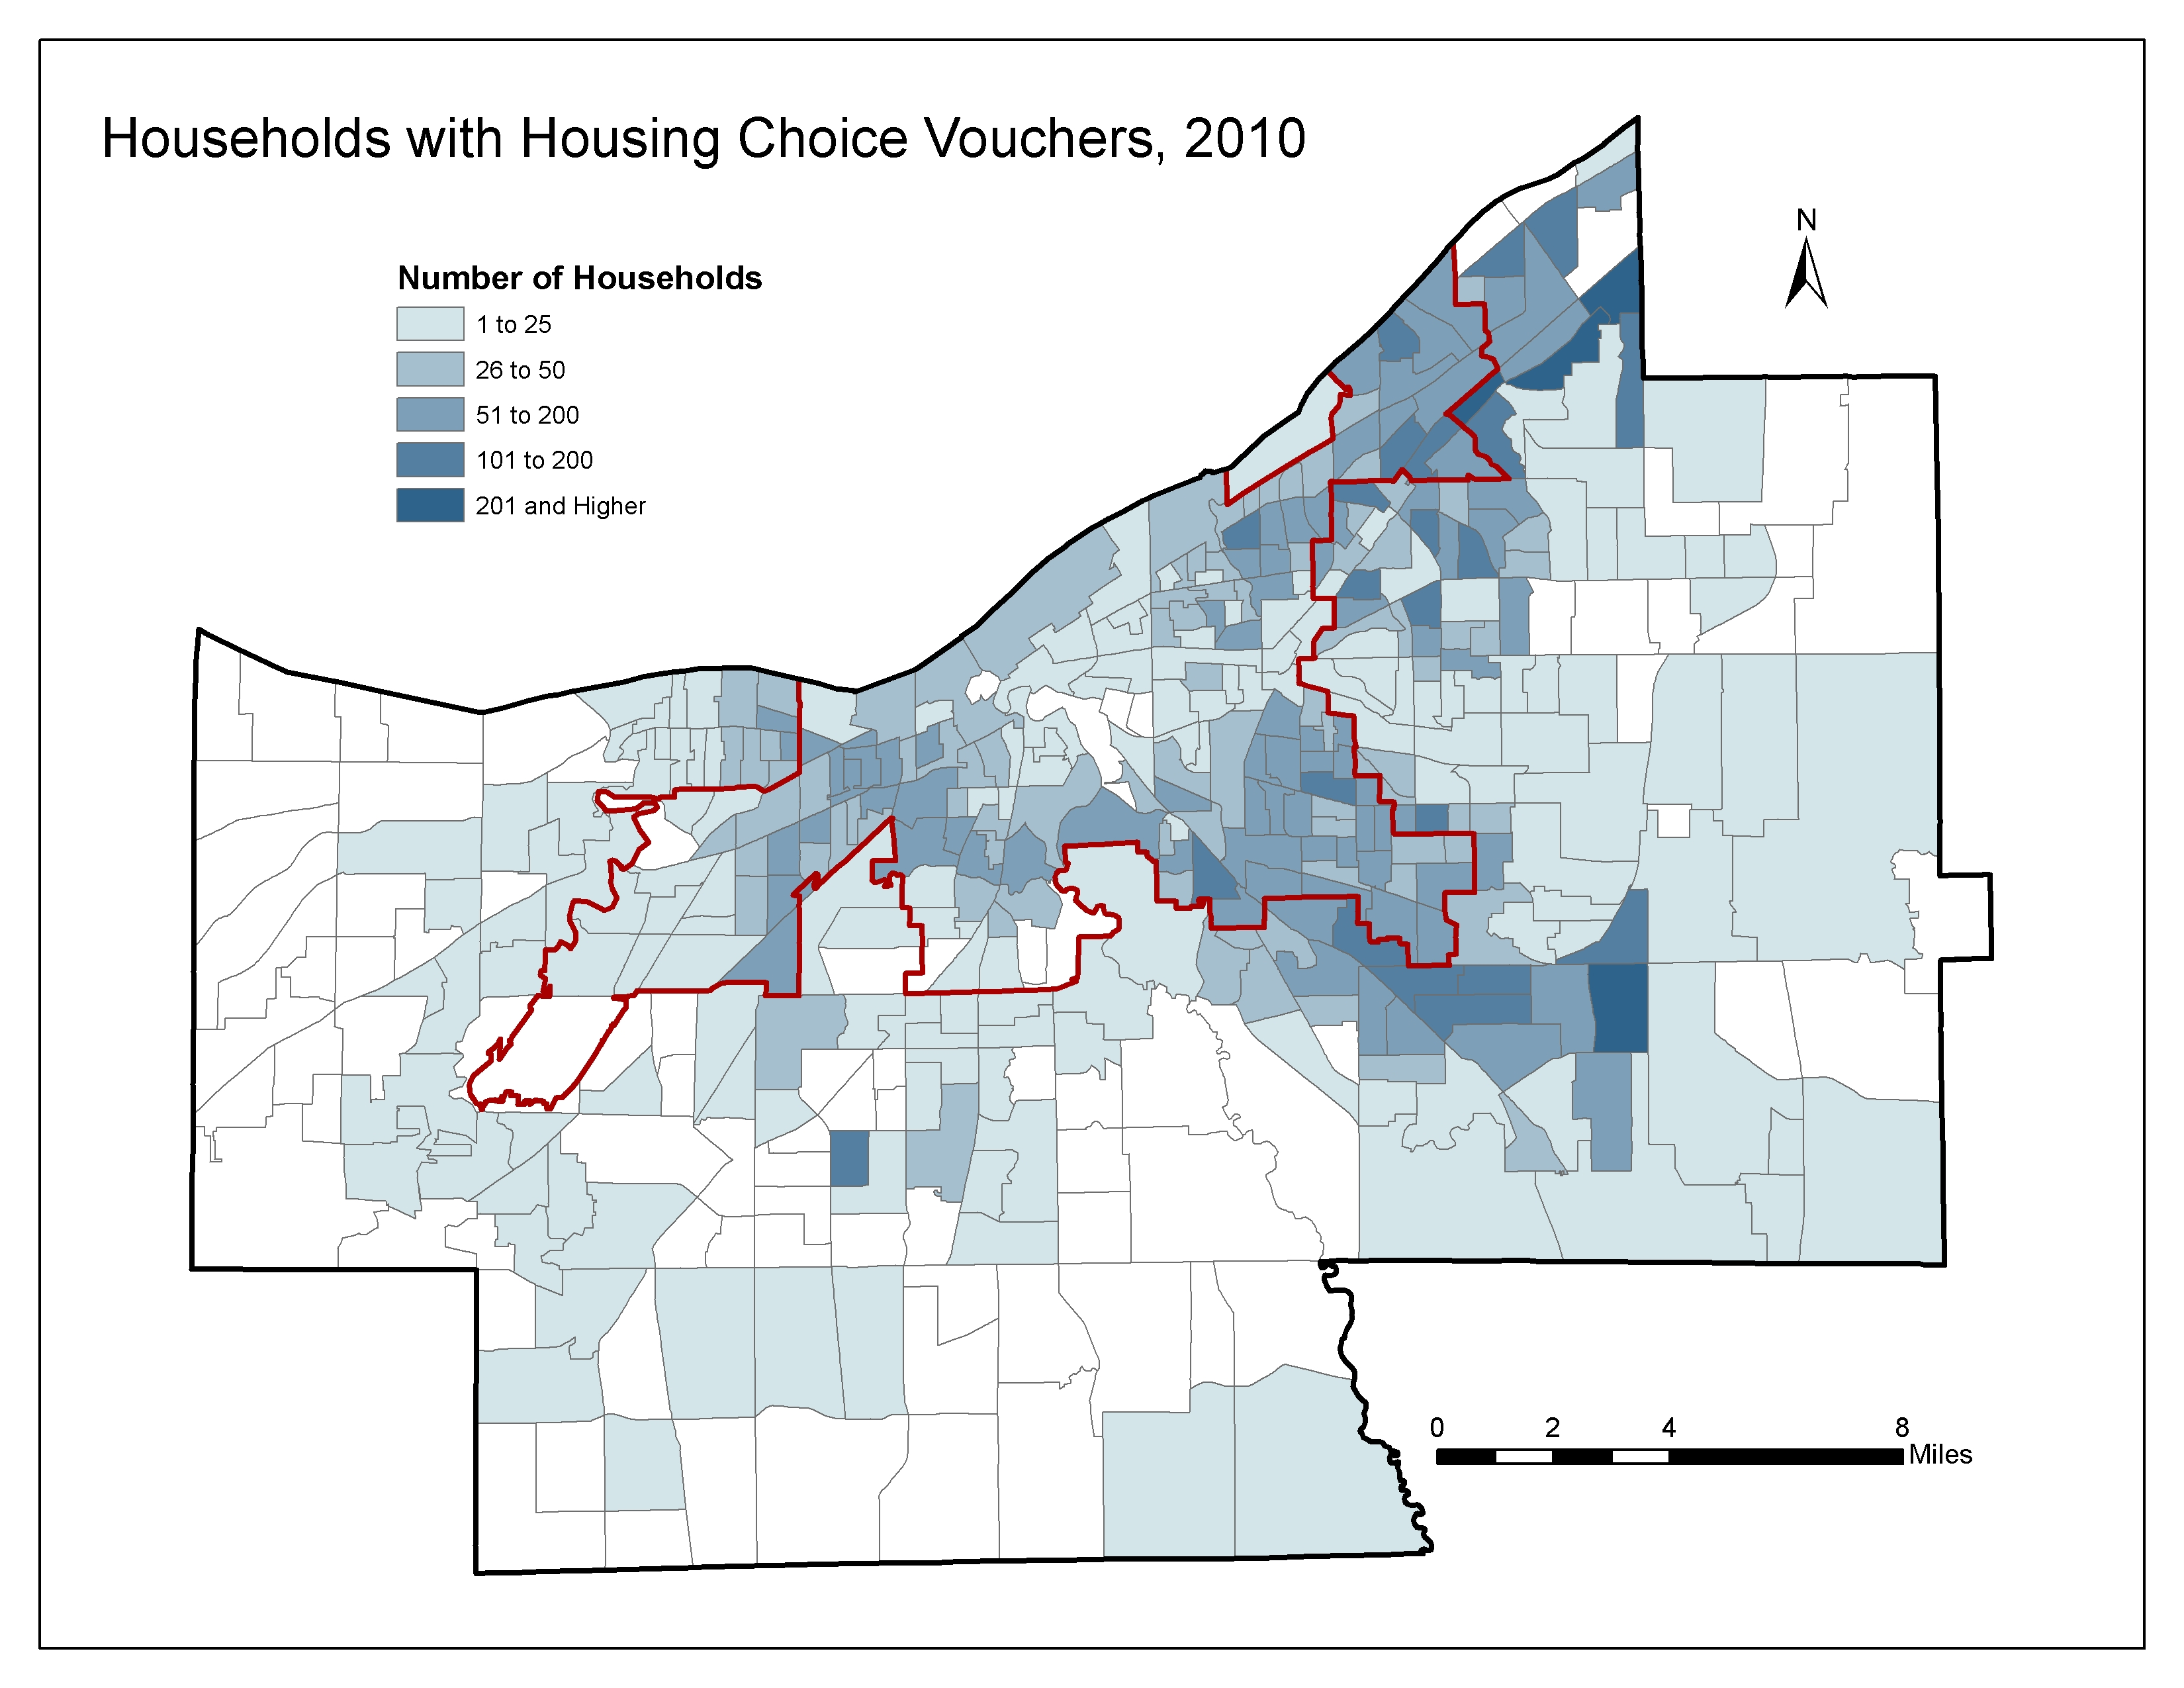 Households with Housing Choice Vouchers, 2010
N
Number of Households
1 to 25
26 to 50
51 to 200
101 to 200
201 and Higher
0 2 4 8
Miles